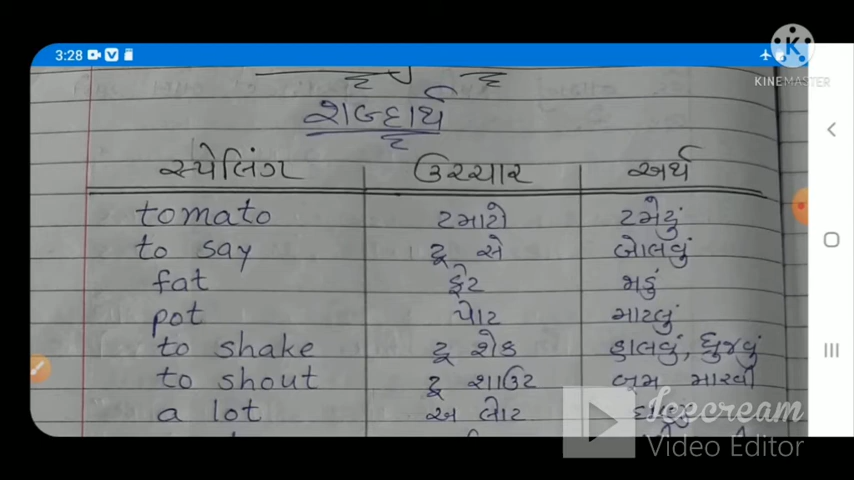 3:28
KINEMASTER
શબ્દાર્થ
સ્પેલિંગ ઉચ્ચાર અર્થ
tomato ટમાટો ટમેટું
to say ટૂ સે બોલવું
fat ફેટ જાડું
pot પોટ માટલું
to shake ટૂ શેક હાલવું, ધ્રુજવું
to shout ટૂ શાઉટ બૂમ મારવી
a lot અ લોટ
Icecream
Video Editor